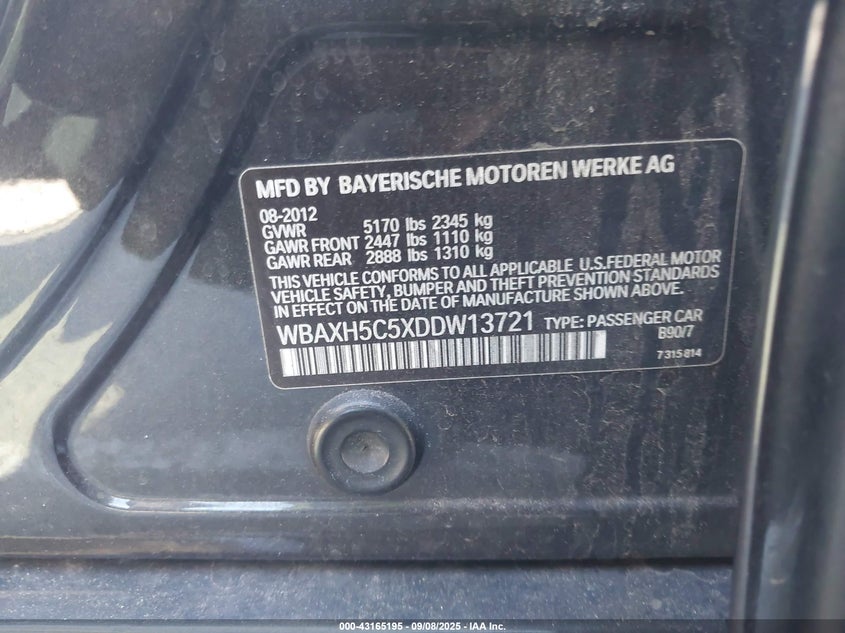 MFD BY BAYERISCHE MOTOREN WERKE AG
08-2012
GVWR 5170 lbs 2345 kg
GAWR FRONT 2447 lbs 1110 kg
GAWR REAR 2888 lbs 1310 kg
THIS VEHICLE CONFORMS TO ALL APPLICABLE U.S.FEDERAL MOTOR
VEHICLE SAFETY, BUMPER AND THEFT PREVENTION STANDARDS
IN EFFECT ON THE DATE OF MANUFACTURE SHOWN ABOVE.
WBAXH5C5XDDW13721 TYPE: PASSENGER CAR
B90/7
7 315 814
000-43165195 - 09/08/2025 - IAA Inc.